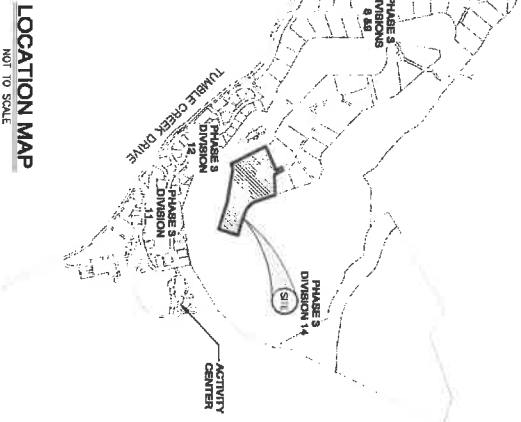 PHASE 3
DIVISIONS
8 &9
TUMBLE CREEK DRIVE
PHASE 3
DIVISION
12
PHASE 3
DIVISION
11
PHASE 3
DIVISION 14
SITE
ACTIVITY
CENTER
LOCATION MAP
NOT TO SCALE